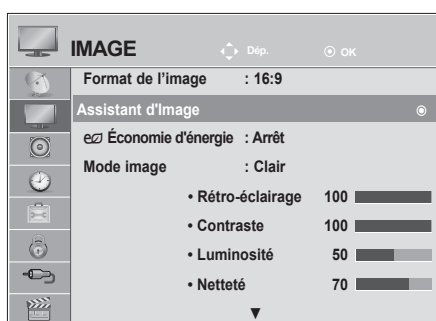 IMAGE Dép. OK
Format de l'image : 16:9
Assistant d'Image
Économie d'énergie : Arrêt
Mode image : Clair
• Rétro-éclairage 100
• Contraste 100
• Luminosité 50
• Netteté 70